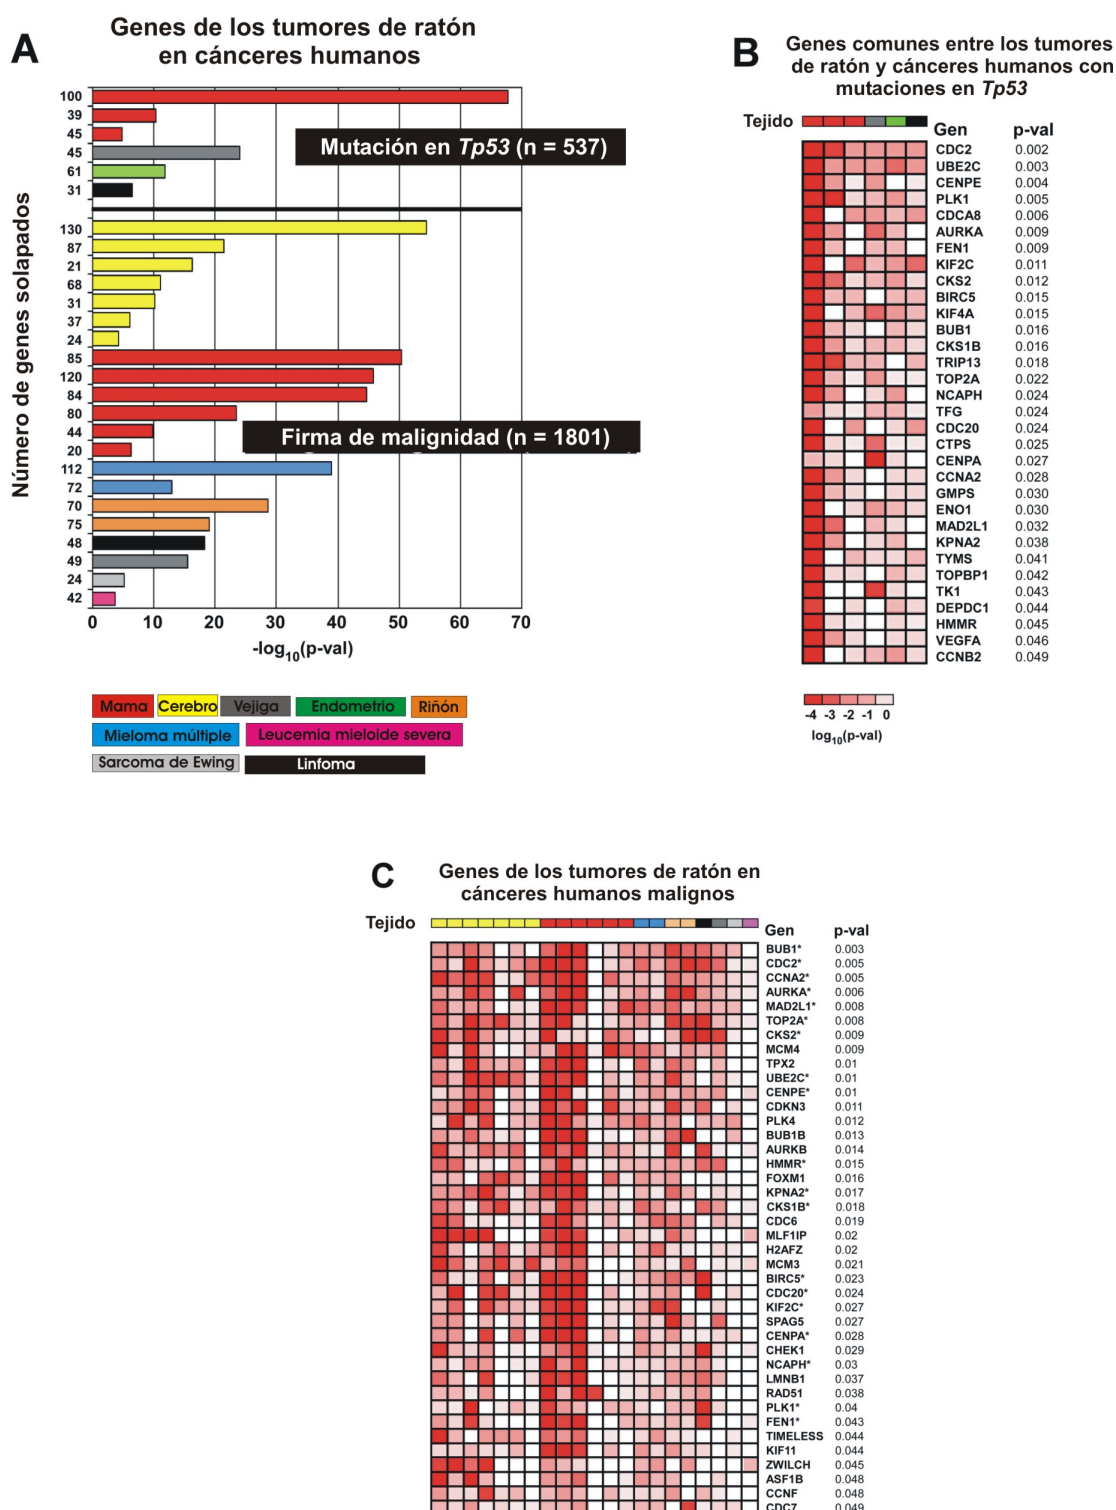 A
Genes de los tumores de ratón
en cánceres humanos
Número de genes solapados
100
39
45
45
61
31
Mutación en Tp53 (n = 537)
130
87
21
68
31
37
24
85
120
84
80
44
20
112
72
70
75
48
49
24
42
Firma de malignidad (n = 1801)
0 10 20 30 40 50 60 70
-log10(p-val)
Mama Cerebro Vejiga Endometrio Riñón
Mieloma múltiple Leucemia mieloide severa
Sarcoma de Ewing Linfoma
B
Genes comunes entre los tumores
de ratón y cánceres humanos con
mutaciones en Tp53
Tejido
Gen p-val
CDC2 0.002
UBE2C 0.003
CENPE 0.004
PLK1 0.005
CDCA8 0.006
AURKA 0.009
FEN1 0.009
KIF2C 0.011
CKS2 0.012
BIRC5 0.015
KIF4A 0.015
BUB1 0.016
CKS1B 0.016
TRIP13 0.018
TOP2A 0.022
NCAPH 0.024
TFG 0.024
CDC20 0.024
CTPS 0.025
CENPA 0.027
CCNA2 0.028
GMPS 0.030
ENO1 0.030
MAD2L1 0.032
KPNA2 0.038
TYMS 0.041
TOPBP1 0.042
TK1 0.043
DEPDC1 0.044
HMMR 0.045
VEGFA 0.046
CCNB2 0.049
-4 -3 -2 -1 0
log10(p-val)
C
Genes de los tumores de ratón en
cánceres humanos malignos
Tejido
Gen p-val
BUB1* 0.003
CDC2* 0.005
CCNA2* 0.005
AURKA* 0.006
MAD2L1* 0.008
TOP2A* 0.008
CKS2* 0.009
MCM4 0.009
TPX2 0.01
UBE2C* 0.01
CENPE* 0.01
CDKN3 0.011
PLK4 0.012
BUB1B 0.013
AURKB 0.014
HMMR* 0.015
FOXM1 0.016
KPNA2* 0.017
CKS1B* 0.018
CDC6 0.019
MLF1IP 0.02
H2AFZ 0.02
MCM3 0.021
BIRC5* 0.023
CDC20* 0.024
KIF2C* 0.027
SPAG5 0.027
CENPA* 0.028
CHEK1 0.029
NCAPH* 0.03
LMNB1 0.037
RAD51 0.038
PLK1* 0.04
FEN1* 0.043
TIMELESS 0.044
KIF11 0.044
ZWILCH 0.045
ASF1B 0.048
CCNF 0.048
CDC7 0.049